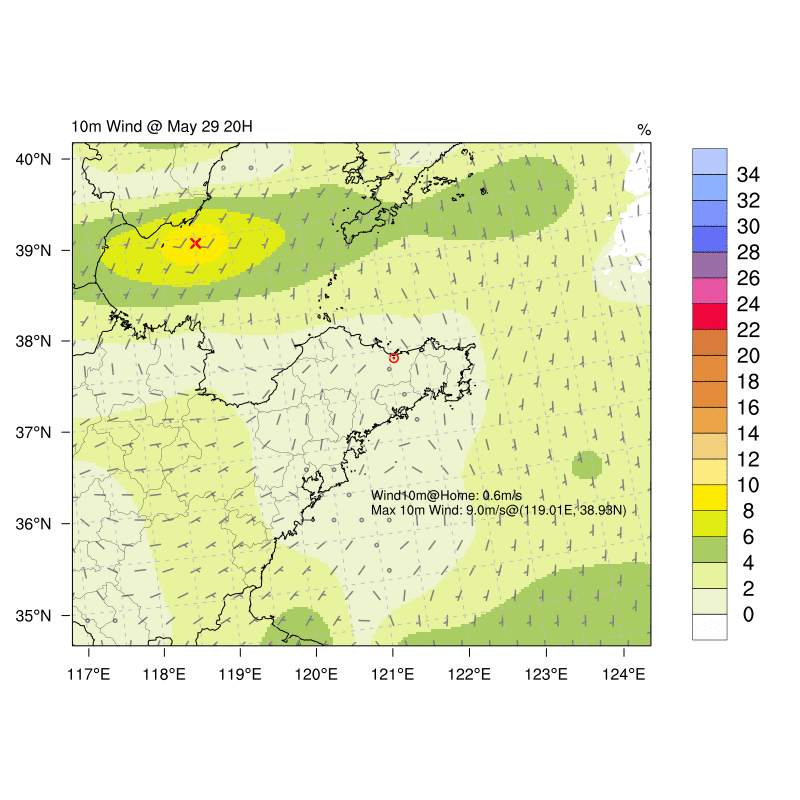 10m Wind @ May 29 20H
%
40°N
39°N
38°N
37°N
36°N
35°N
Wind10m@Home: 0.6m/s
Max 10m Wind: 9.0m/s@(119.01E, 38.93N)
117°E 118°E 119°E 120°E 121°E 122°E 123°E 124°E
34
32
30
28
26
24
22
20
18
16
14
12
10
8
6
4
2
0